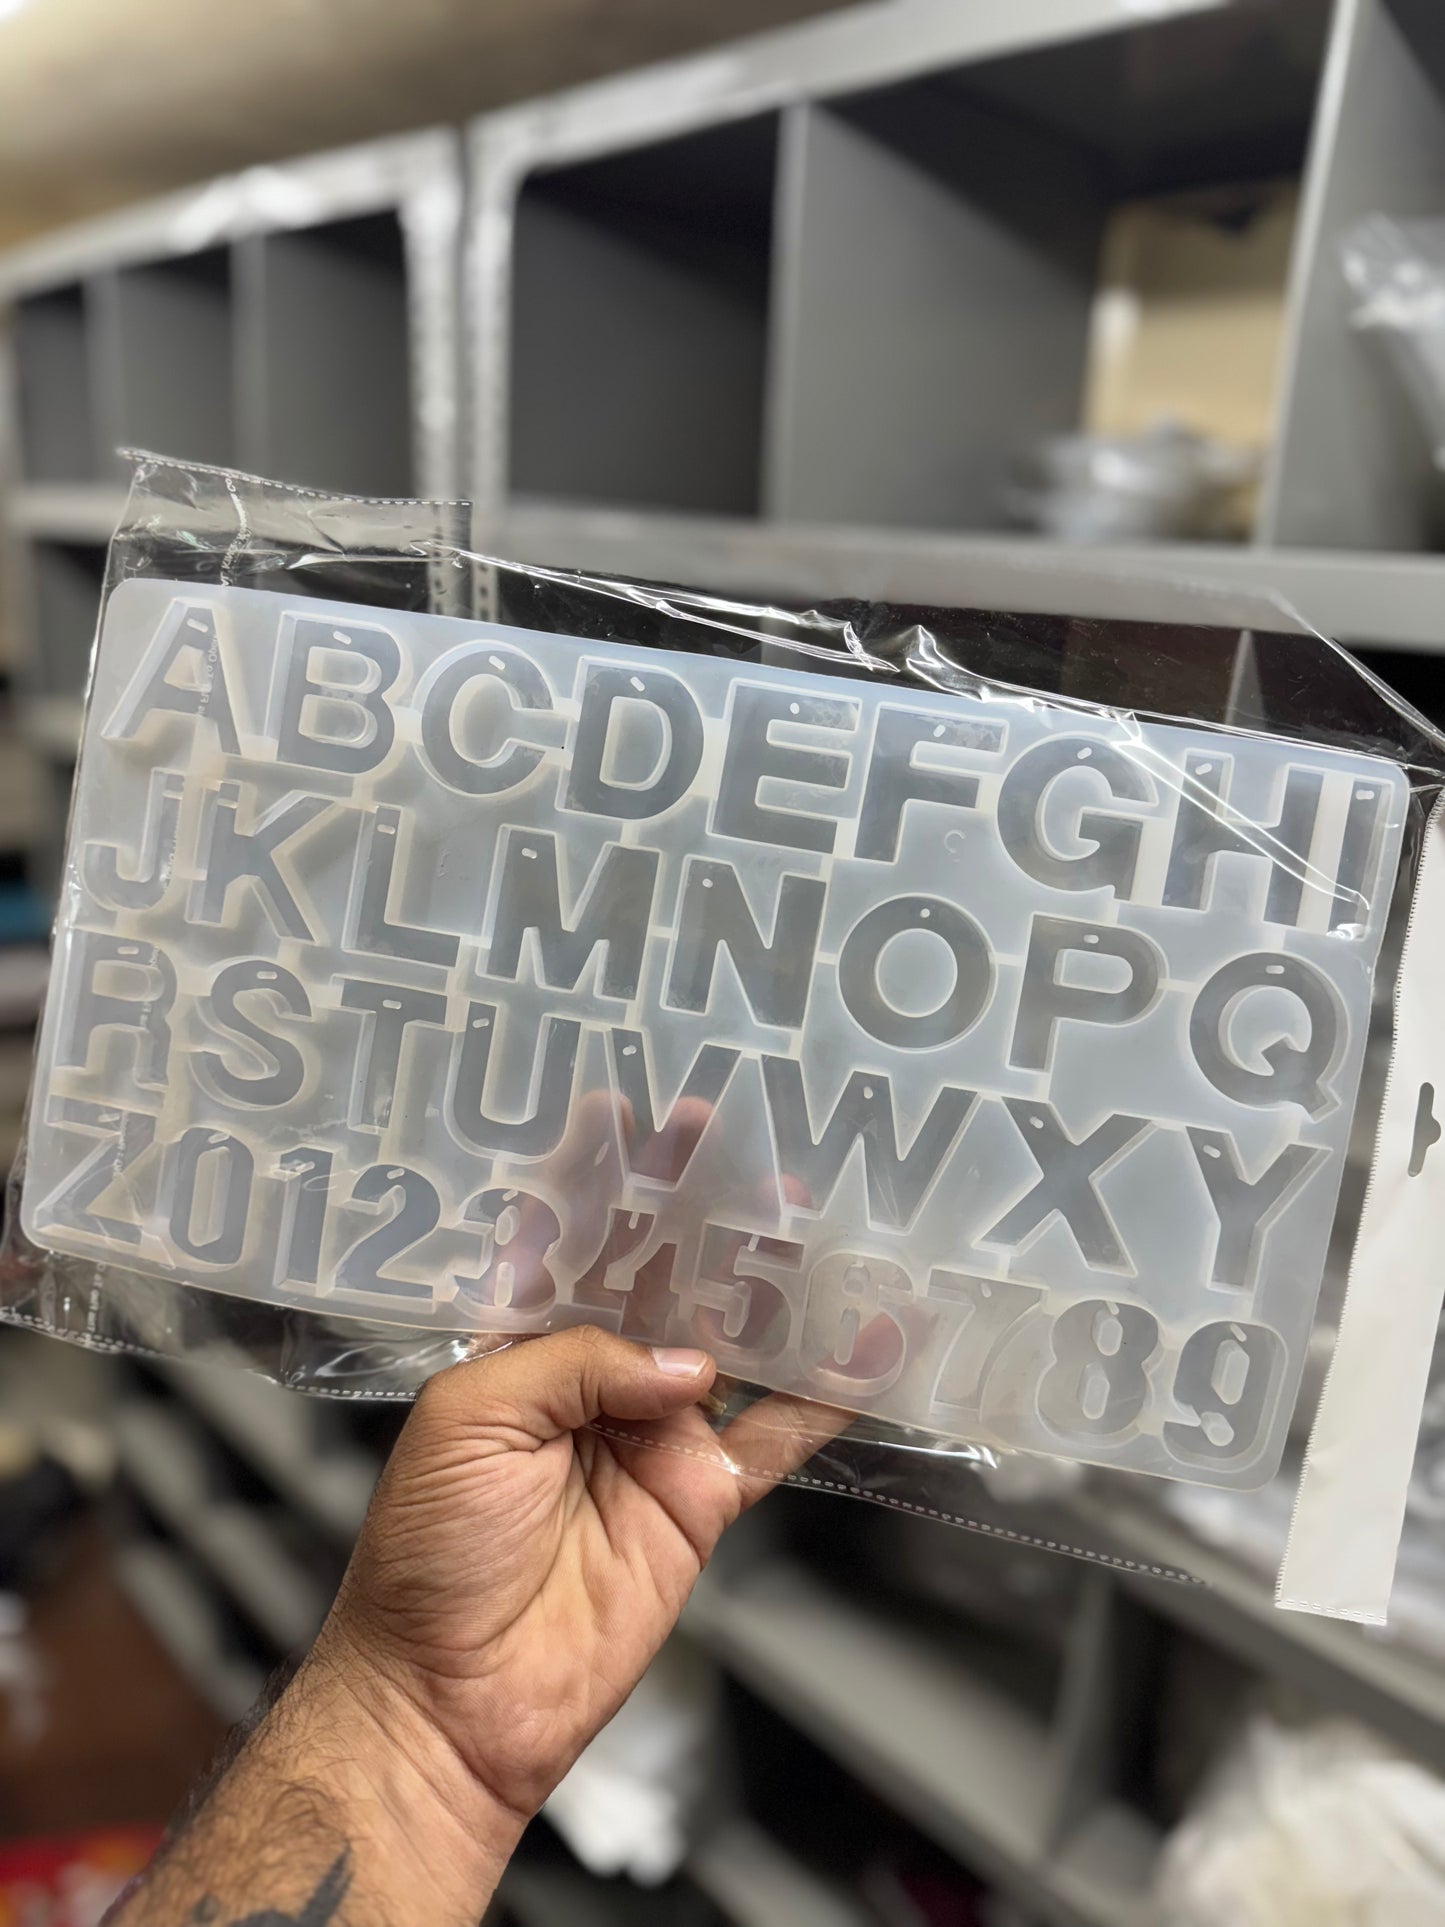 ABCDEFGHI
JKLMNOPQ
RSTUVWXY
Z0123456789